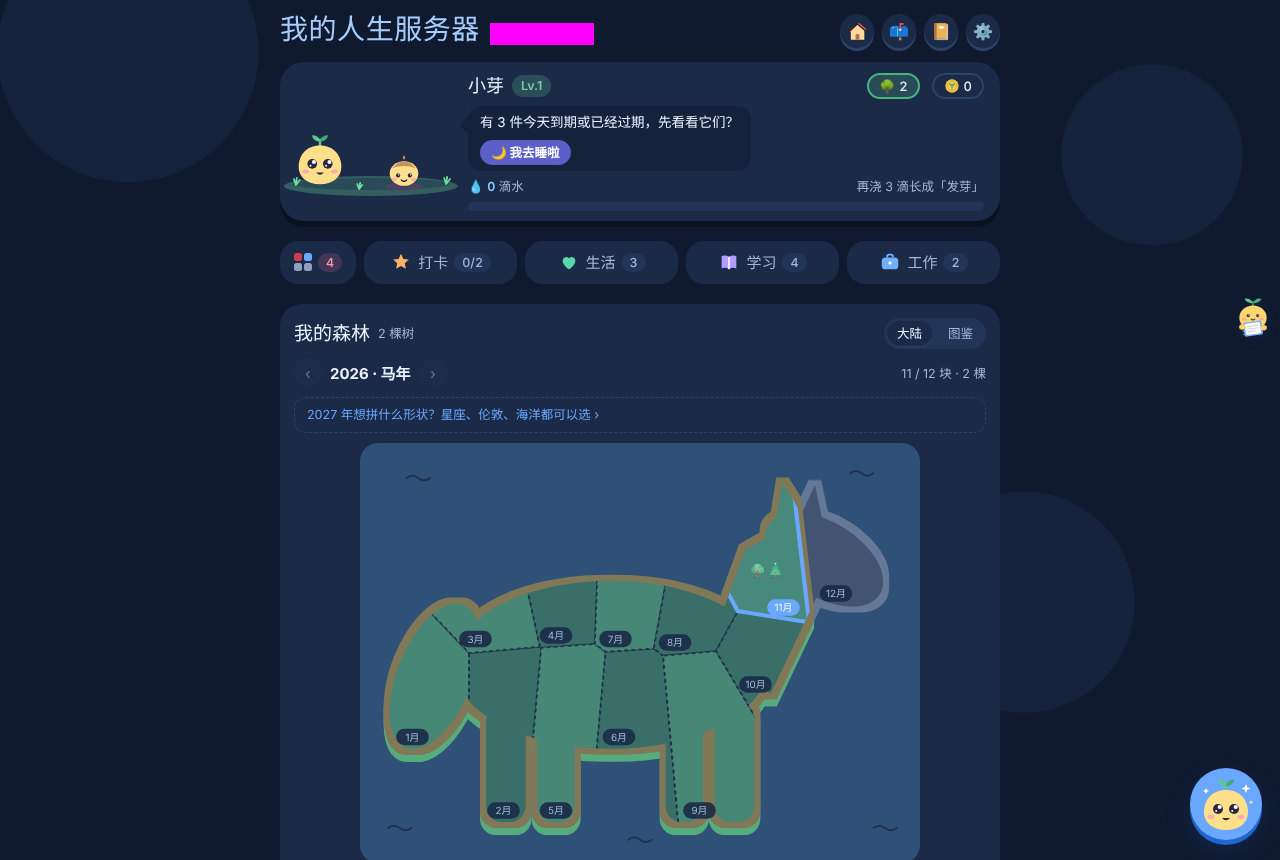 我的人生服务器
小芽 Lv.1
2
0
有 3 件今天到期或已经过期，先看看它们？
我去睡啦
0 滴水
再浇 3 滴长成「发芽」
4
打卡 0/2
生活 3
学习 4
工作 2
我的森林 2 棵树
大陆
图鉴
‹ 2026 · 马年 ›
11 / 12 块 · 2 棵
2027 年想拼什么形状？星座、伦敦、海洋都可以选 ›
12月
11月
3月
4月
7月
8月
10月
1月
6月
2月
5月
9月